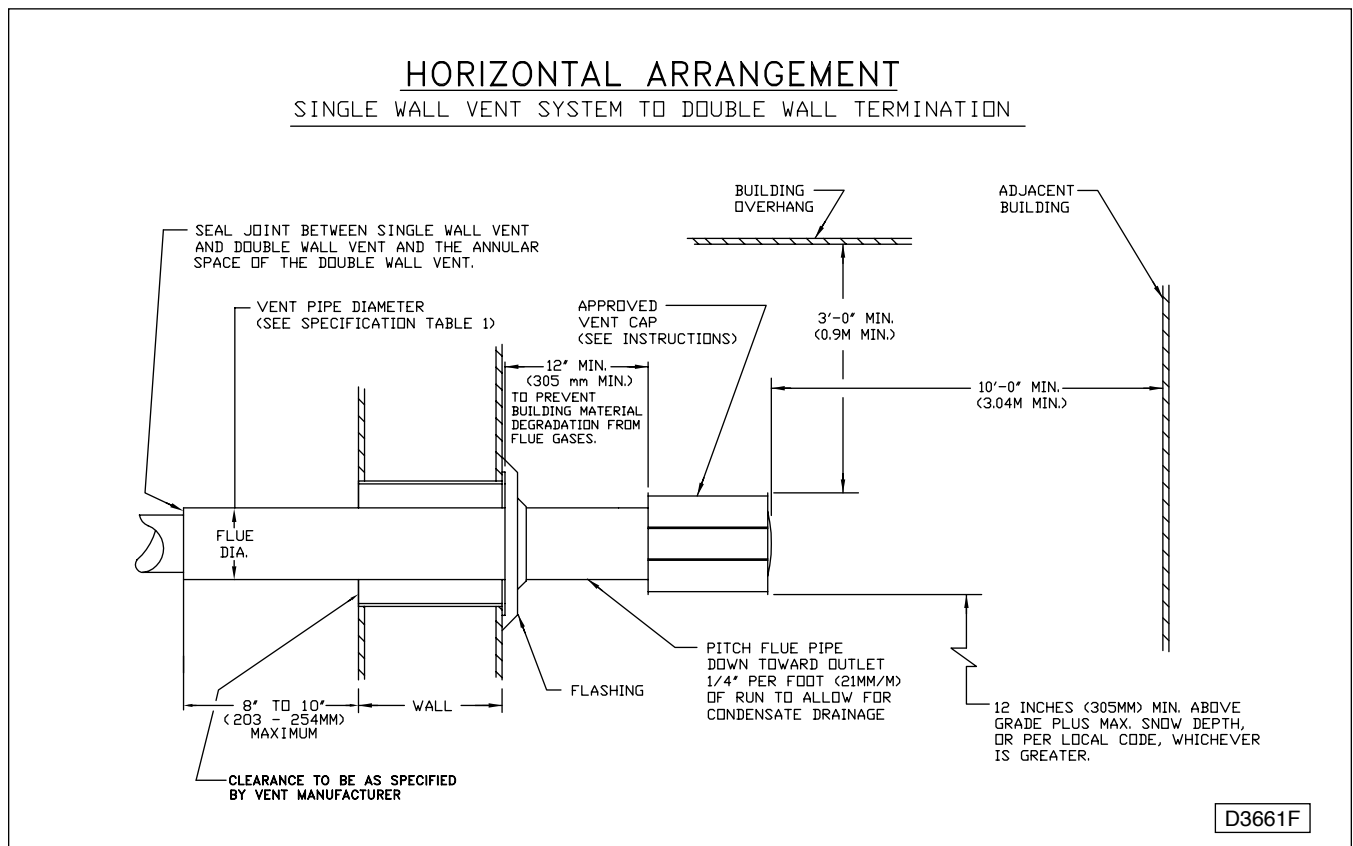 HORIZONTAL ARRANGEMENT
SINGLE WALL VENT SYSTEM TO DOUBLE WALL TERMINATION
BUILDING
OVERHANG
ADJACENT
BUILDING
SEAL JOINT BETWEEN SINGLE WALL VENT
AND DOUBLE WALL VENT AND THE ANNULAR
SPACE OF THE DOUBLE WALL VENT.
VENT PIPE DIAMETER
(SEE SPECIFICATION TABLE 1)
APPROVED
VENT CAP
(SEE INSTRUCTIONS)
3'-0" MIN.
(0.9M MIN.)
12" MIN.
(305 mm MIN.)
TO PREVENT
BUILDING MATERIAL
DEGRADATION FROM
FLUE GASES.
10'-0" MIN.
(3.04M MIN.)
FLUE
DIA.
PITCH FLUE PIPE
DOWN TOWARD OUTLET
1/4" PER FOOT (21MM/M)
OF RUN TO ALLOW FOR
CONDENSATE DRAINAGE
FLASHING
8" TO 10"
(203 - 254MM)
MAXIMUM
WALL
12 INCHES (305MM) MIN. ABOVE
GRADE PLUS MAX. SNOW DEPTH,
OR PER LOCAL CODE, WHICHEVER
IS GREATER.
CLEARANCE TO BE AS SPECIFIED
BY VENT MANUFACTURER
D3661F